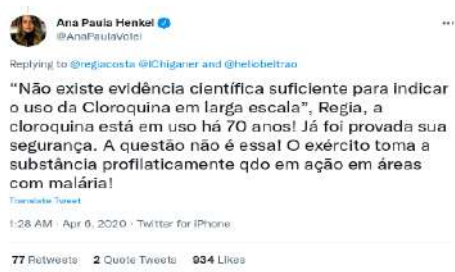 Ana Paula Henkel
@AnaPaulaVolei
Replying to @regiacosta @IChiganer and @heliobeltrao
“Não existe evidência científica suficiente para indicar
o uso da Cloroquina em larga escala”, Regia, a
cloroquina está em uso há 70 anos! Já foi provada sua
segurança. A questão não é essa! O exército toma a
substância profilaticamente qdo em ação em áreas
com malária!
Translate Tweet
1:28 AM · Apr 6, 2020 · Twitter for iPhone
77 Retweets 2 Quote Tweets 934 Likes